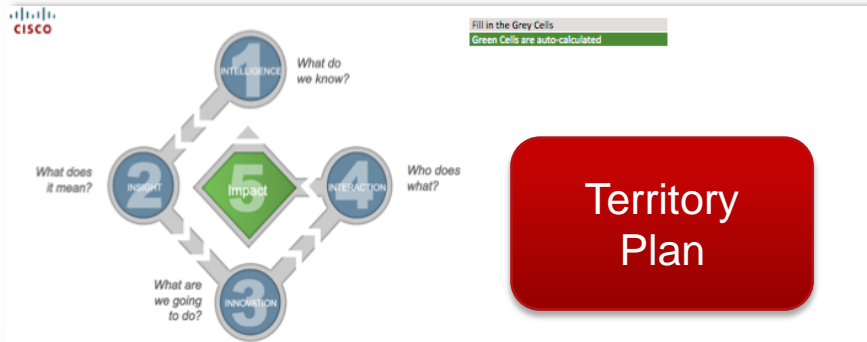 CISCO
Fill in the Grey Cells
Green Cells are auto-calculated
1
INTELLIGENCE
What do
we know?
What does
it mean?
2
INSIGHT
5
Impact
4
INTERACTION
Who does
what?
What are
we going
to do?
3
INNOVATION
Territory
Plan